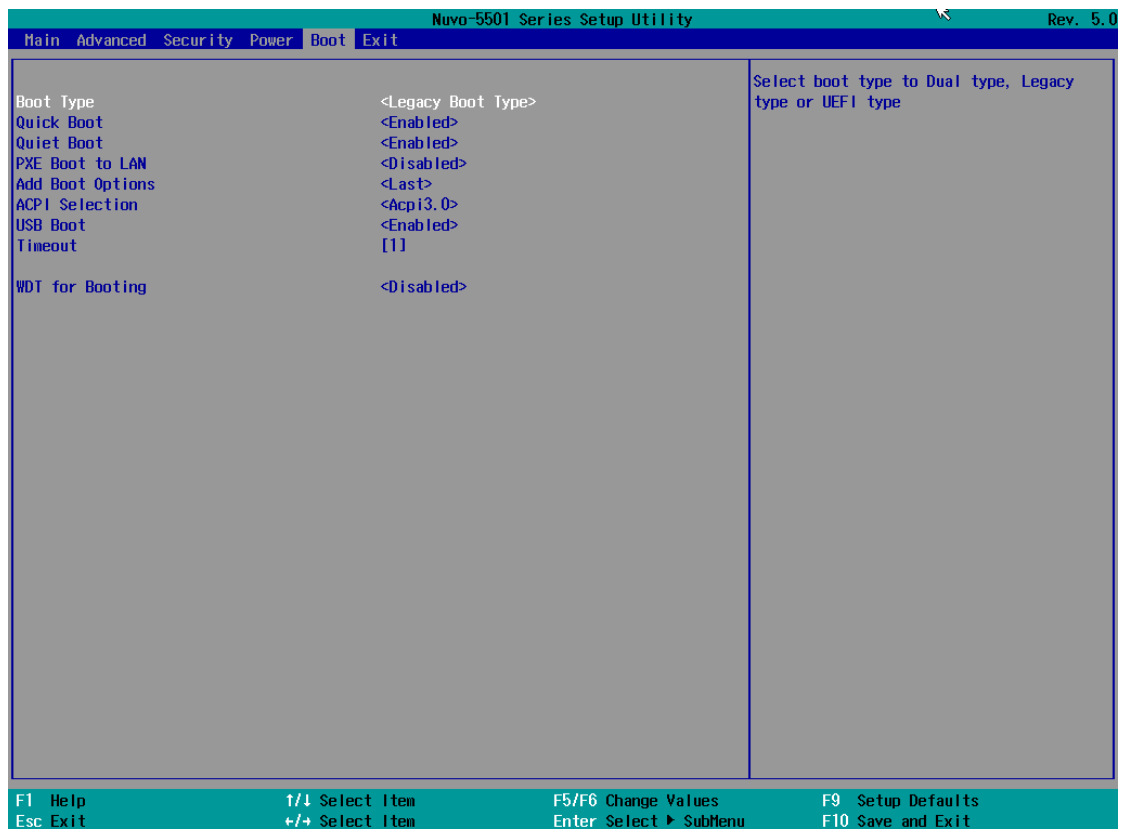 Nuvo-5501 Series Setup Utility Rev. 5.0
Main Advanced Security Power Boot Exit
Select boot type to Dual type, Legacy
type or UEFI type
Boot Type <Legacy Boot Type>
Quick Boot <Enabled>
Quiet Boot <Enabled>
PXE Boot to LAN <Disabled>
Add Boot Options <Last>
ACPI Selection <Acpi3.0>
USB Boot <Enabled>
Timeout [1]
WDT for Booting <Disabled>
F1 Help ↑/↓ Select Item F5/F6 Change Values F9 Setup Defaults
Esc Exit ←/→ Select Item Enter Select ▶ SubMenu F10 Save and Exit